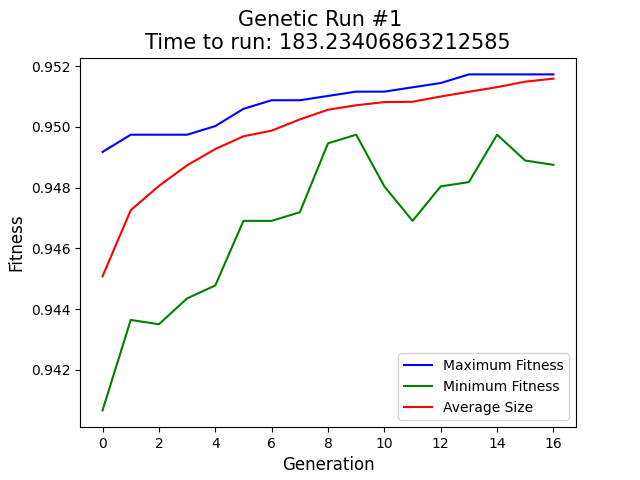 Genetic Run #1
Time to run: 183.23406863212585
0.952
0.950
0.948
0.946
0.944
0.942
Fitness
Maximum Fitness
Minimum Fitness
Average Size
0 2 4 6 8 10 12 14 16
Generation